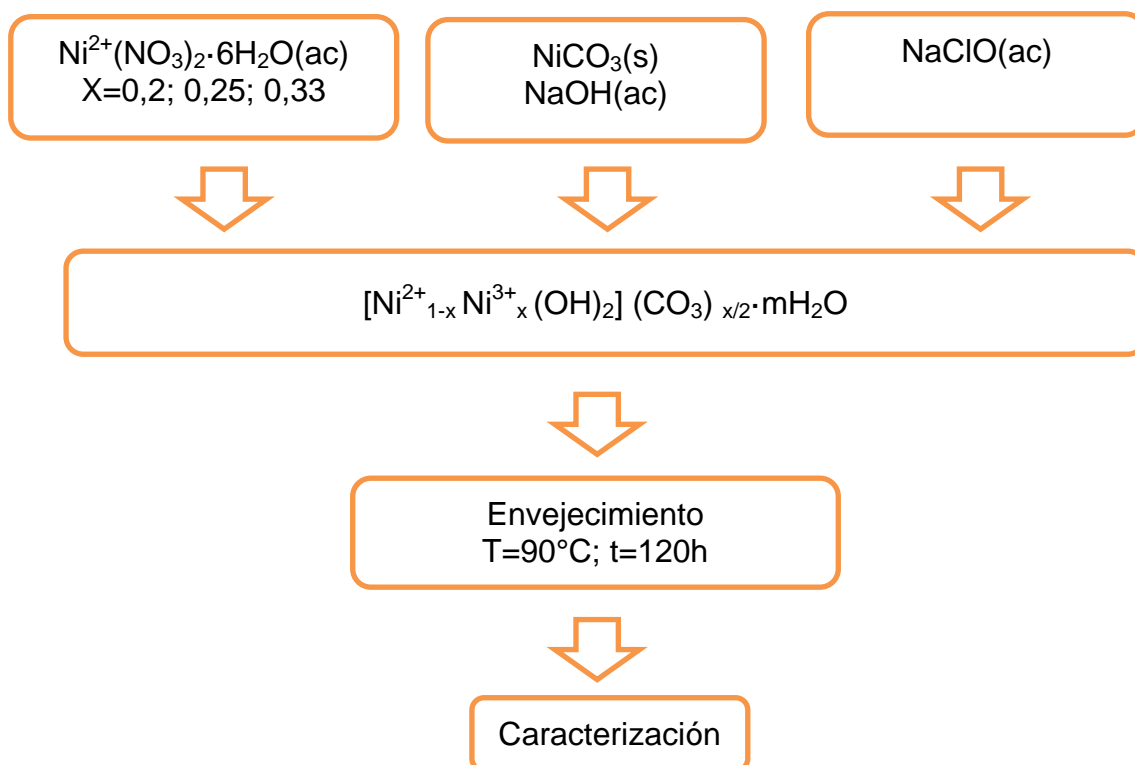 Ni²⁺(NO₃)₂·6H₂O(ac)
X=0,2; 0,25; 0,33
NiCO₃(s)
NaOH(ac)
NaClO(ac)
[Ni²⁺₁₋ₓ Ni³⁺ₓ (OH)₂] (CO₃) ₓ/₂·mH₂O
Envejecimiento
T=90°C; t=120h
Caracterización